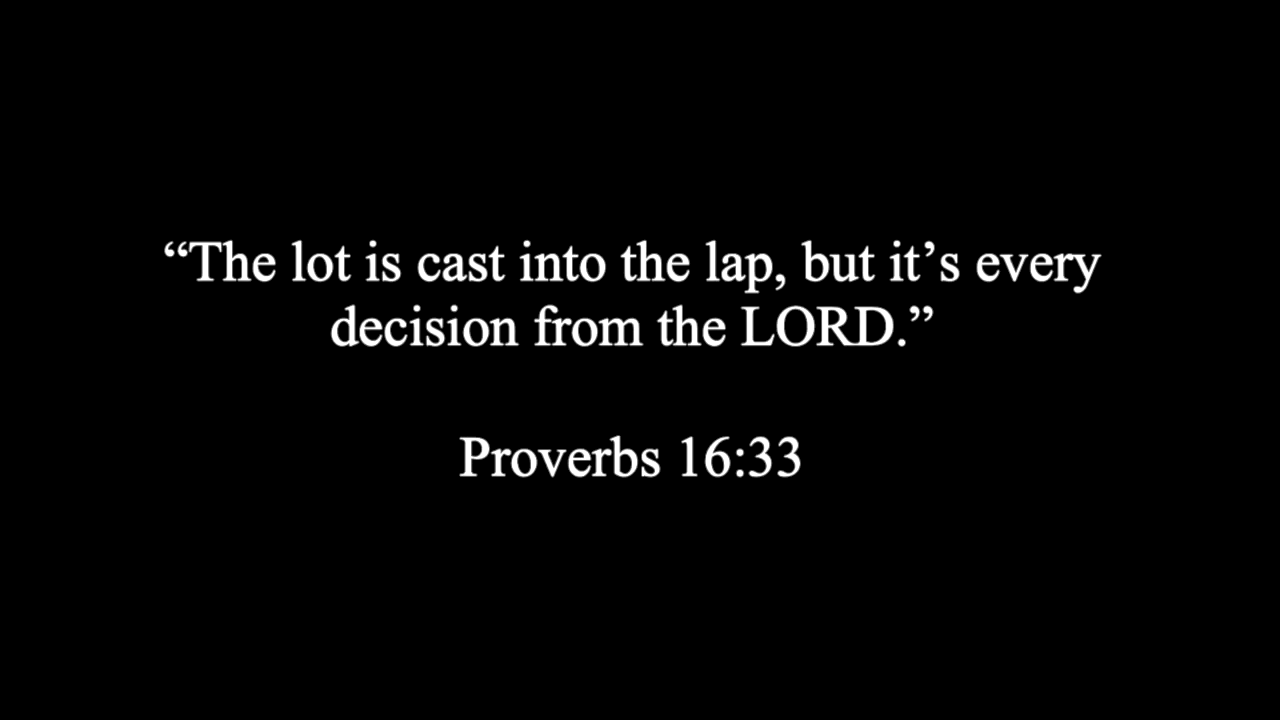 “The lot is cast into the lap, but it’s every
decision from the LORD.”
Proverbs 16:33